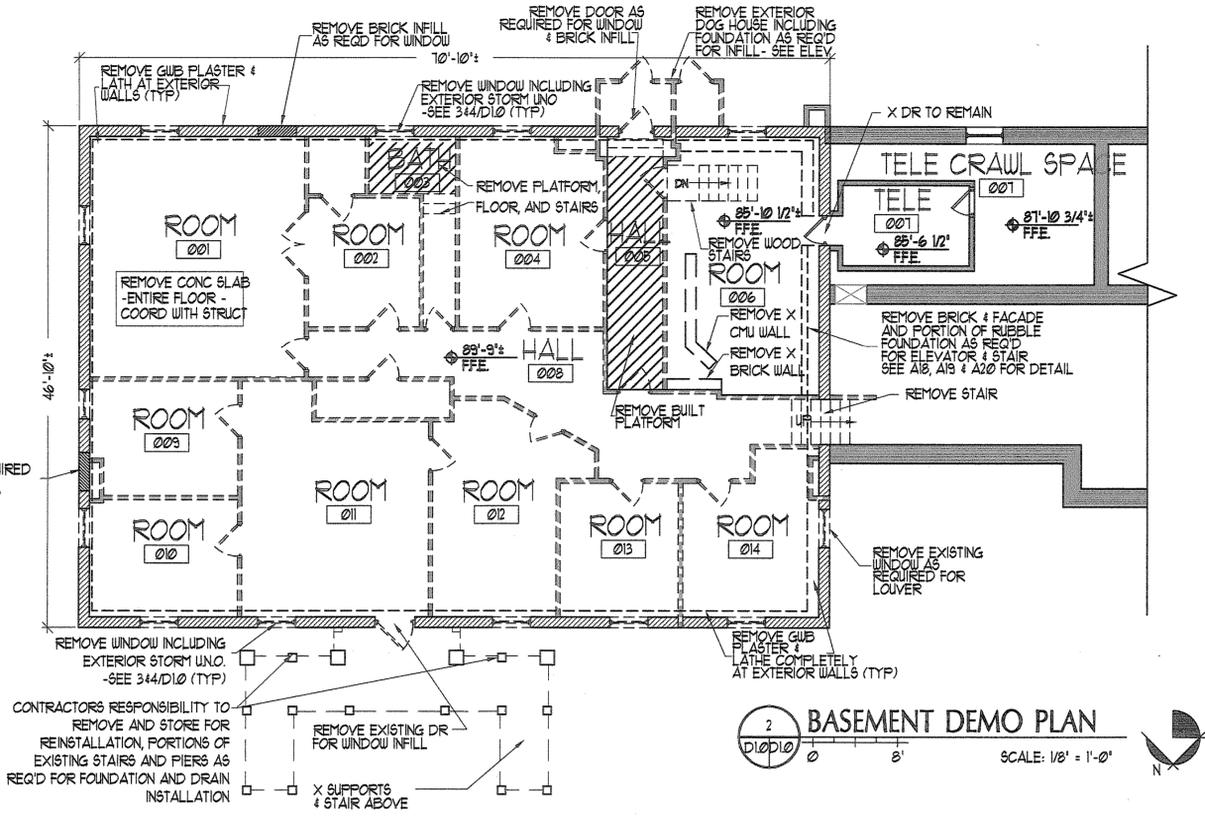 REMOVE DOOR AS
REQUIRED FOR WINDOW
& BRICK INFILL
REMOVE EXTERIOR
DOG HOUSE INCLUDING
FOUNDATION AS REQ'D
FOR INFILL- SEE ELEV.
REMOVE BRICK INFILL
AS REQD FOR WINDOW
70'-10"±
REMOVE GWB PLASTER &
LATH AT EXTERIOR
WALLS (TYP)
REMOVE WINDOW INCLUDING
EXTERIOR STORM UNO
-SEE 3&4/D1.0 (TYP)
X DR TO REMAIN
TELE CRAWL SPACE
007
BATH
003
REMOVE PLATFORM,
FLOOR, AND STAIRS
DN
TELE
007
85'-6 1/2"
F.F.E.
87'-10 3/4"±
F.F.E.
ROOM
001
ROOM
002
ROOM
004
HALL
005
85'-10 1/2"±
F.F.E.
REMOVE WOOD
STAIRS
ROOM
006
REMOVE CONC SLAB
-ENTIRE FLOOR -
COORD WITH STRUCT
REMOVE X
CMU WALL
REMOVE X
BRICK WALL
REMOVE BRICK & FACADE
AND PORTION OF RUBBLE
FOUNDATION AS REQ'D
FOR ELEVATOR & STAIR
SEE A18, A19 & A20 FOR DETAIL
89'-9"±
F.F.E.
HALL
008
46'-10"±
REMOVE STAIR
REMOVE BUILT
PLATFORM
UP
ROOM
009
ROOM
010
ROOM
011
ROOM
012
ROOM
013
ROOM
014
REMOVE EXISTING
WINDOW AS
REQUIRED FOR
LOUVER
REMOVE WINDOW INCLUDING
EXTERIOR STORM U.N.O.
-SEE 3&4/D1.0 (TYP)
REMOVE GWB
PLASTER &
LATHE COMPLETELY
AT EXTERIOR WALLS (TYP)
CONTRACTORS RESPONSIBILITY TO
REMOVE AND STORE FOR
REINSTALLATION, PORTIONS OF
EXISTING STAIRS AND PIERS AS
REQ'D FOR FOUNDATION AND DRAIN
INSTALLATION
REMOVE EXISTING DR
FOR WINDOW INFILL
X SUPPORTS
& STAIR ABOVE
2
D1.0 D1.0
BASEMENT DEMO PLAN
0 8'
SCALE: 1/8" = 1'-0"
N